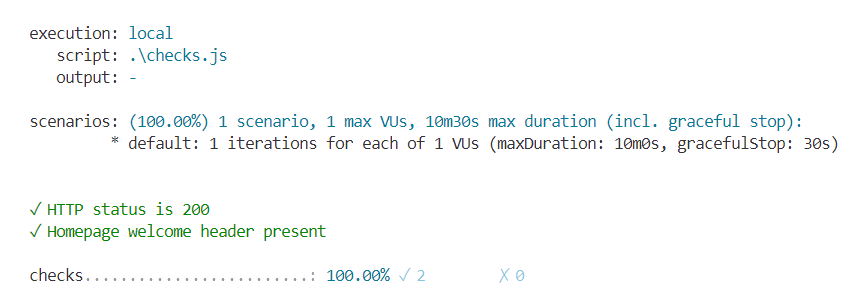 execution: local
script: .\checks.js
output: -
scenarios: (100.00%) 1 scenario, 1 max VUs, 10m30s max duration (incl. graceful stop):
* default: 1 iterations for each of 1 VUs (maxDuration: 10m0s, gracefulStop: 30s)
✓ HTTP status is 200
✓ Homepage welcome header present
checks.........................: 100.00% ✓ 2 ✗ 0